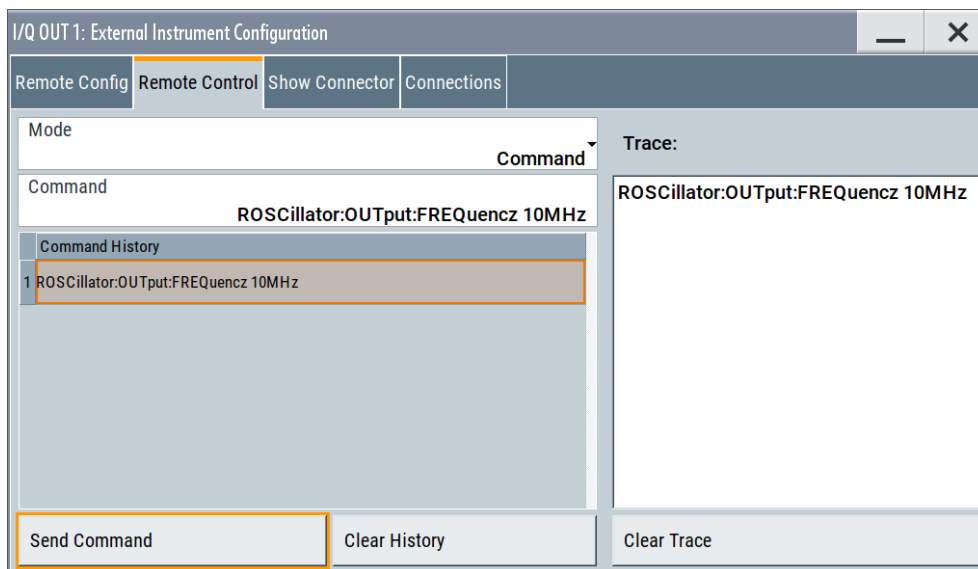 I/Q OUT 1: External Instrument Configuration
Remote Config Remote Control Show Connector Connections
Mode
Command
Command
ROSCillator:OUTput:FREQuencz 10MHz
Command History
1 ROSCillator:OUTput:FREQuencz 10MHz
Send Command Clear History
Trace:
ROSCillator:OUTput:FREQuencz 10MHz
Clear Trace